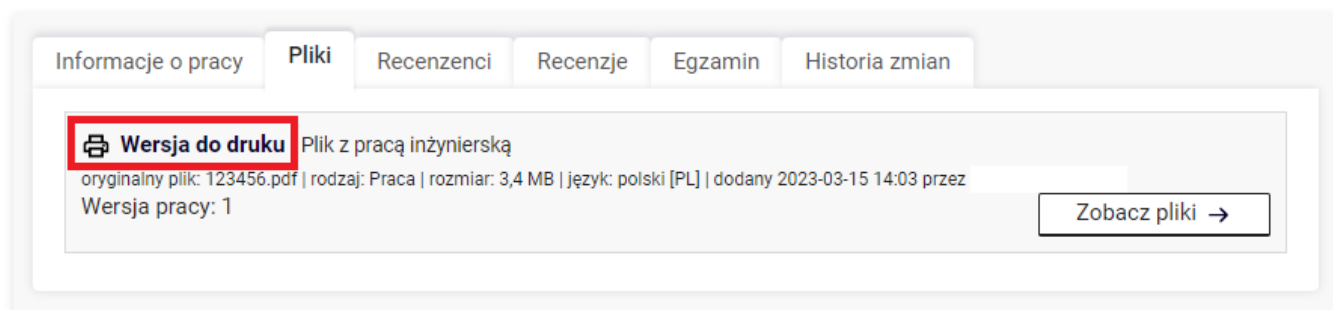 Informacje o pracy Pliki Recenzenci Recenzje Egzamin Historia zmian
Wersja do druku Plik z pracą inżynierską
oryginalny plik: 123456.pdf | rodzaj: Praca | rozmiar: 3,4 MB | język: polski [PL] | dodany 2023-03-15 14:03 przez
Wersja pracy: 1
Zobacz pliki →